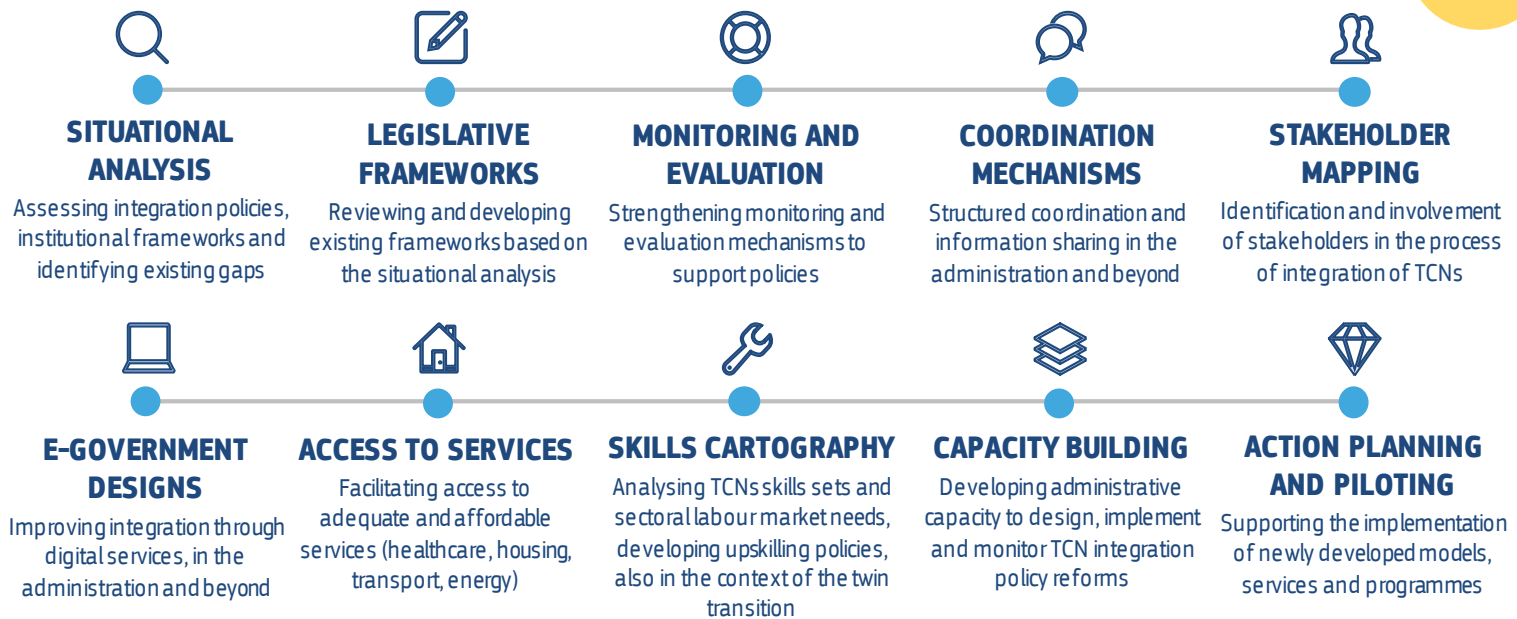 SITUATIONAL
ANALYSIS
Assessing integration policies,
institutional frameworks and
identifying existing gaps
LEGISLATIVE
FRAMEWORKS
Reviewing and developing
existing frameworks based on
the situational analysis
MONITORING AND
EVALUATION
Strengthening monitoring and
evaluation mechanisms to
support policies
COORDINATION
MECHANISMS
Structured coordination and
information sharing in the
administration and beyond
STAKEHOLDER
MAPPING
Identification and involvement
of stakeholders in the process
of integration of TCNs
E-GOVERNMENT
DESIGNS
Improving integration through
digital services, in the
administration and beyond
ACCESS TO SERVICES
Facilitating access to
adequate and affordable
services (healthcare, housing,
transport, energy)
SKILLS CARTOGRAPHY
Analysing TCNs skills sets and
sectoral labour market needs,
developing upskilling policies,
also in the context of the twin
transition
CAPACITY BUILDING
Developing administrative
capacity to design, implement
and monitor TCN integration
policy reforms
ACTION PLANNING
AND PILOTING
Supporting the implementation
of newly developed models,
services and programmes